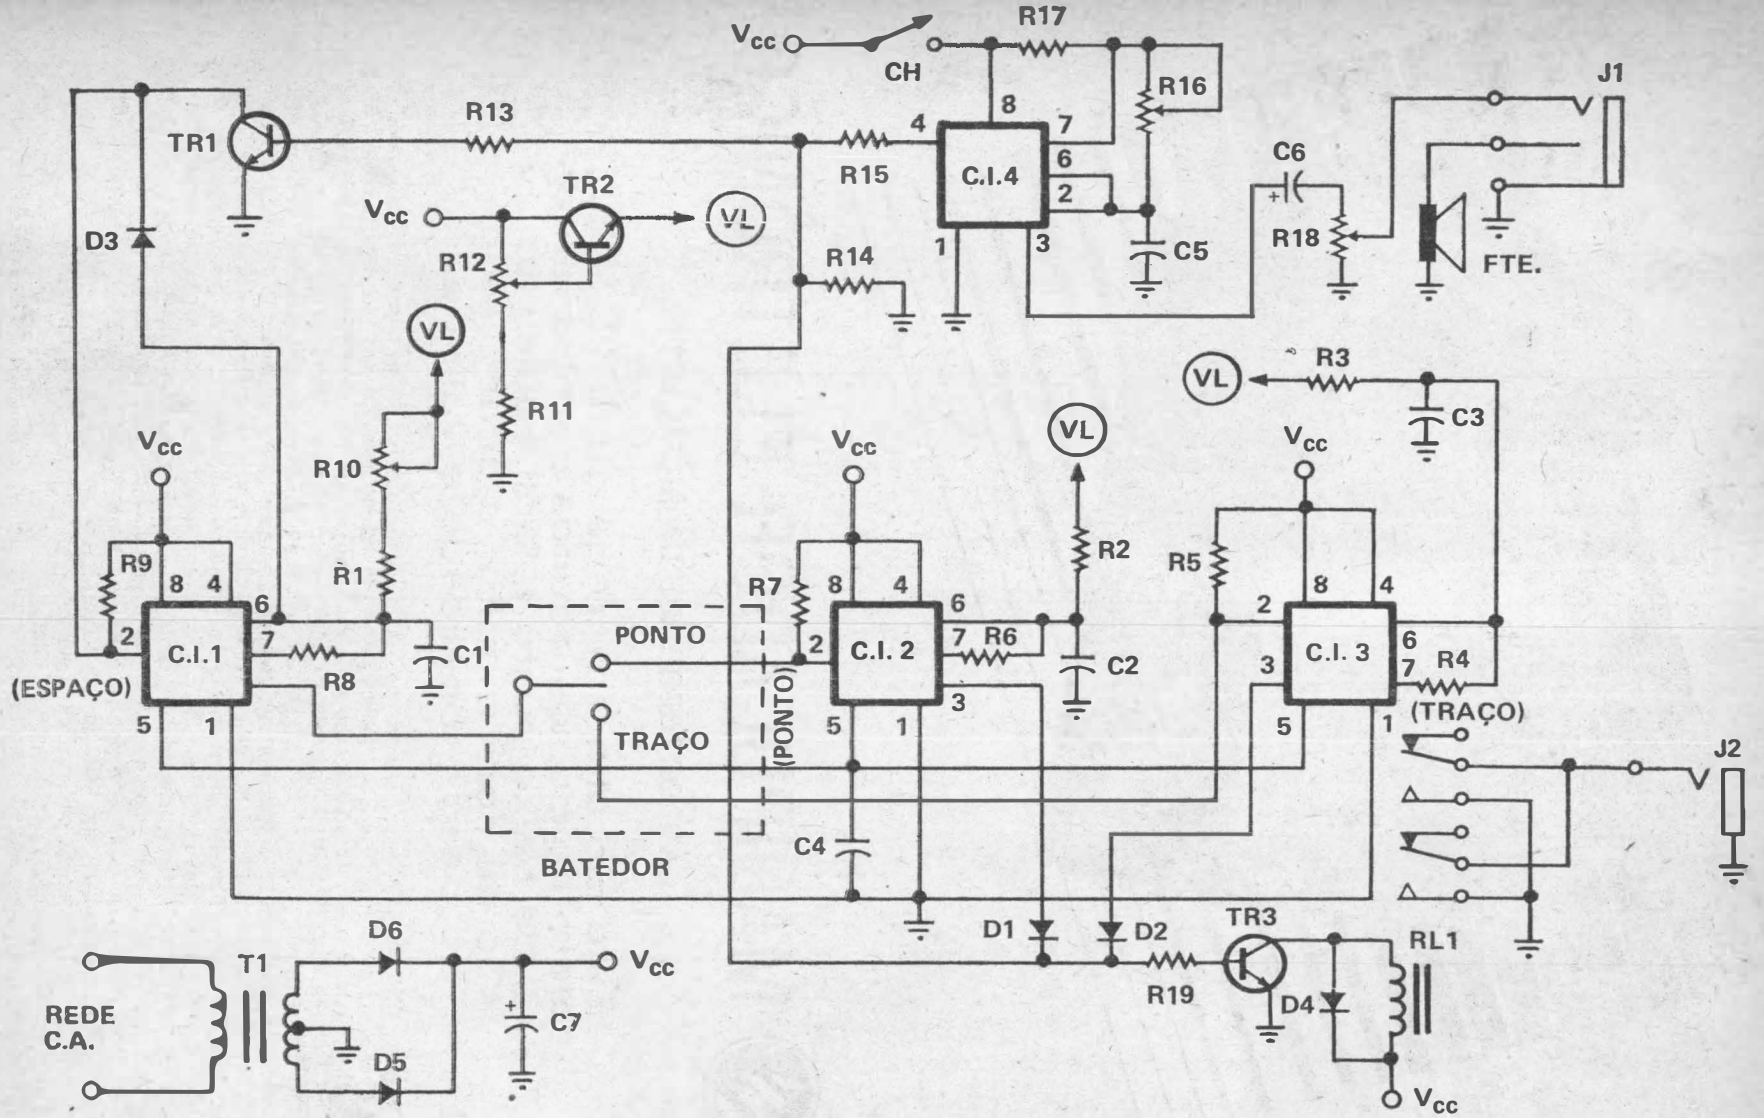 Vcc
CH
R17
R16
J1
8
4
7
6
2
1
3
C.I.4
R15
R13
TR1
TR2
Vcc
VL
C6
+
R18
FTE.
C5
D3
R12
R14
VL
R11
R10
VL
R3
C3
Vcc
Vcc
VL
Vcc
R9
8
4
6
2
7
C.I.1
(ESPAÇO)
5
1
R1
R8
C1
PONTO
TRAÇO
BATEDOR
R7
8
4
6
2
7
R6
C.I. 2
(PONTO)
3
5
1
R2
C2
C4
R5
8
4
2
6
3
7
R4
C.I. 3
(TRAÇO)
5
1
J2
D1
D2
R19
TR3
D4
RL1
Vcc
REDE
C.A.
T1
D6
D5
+
C7
Vcc